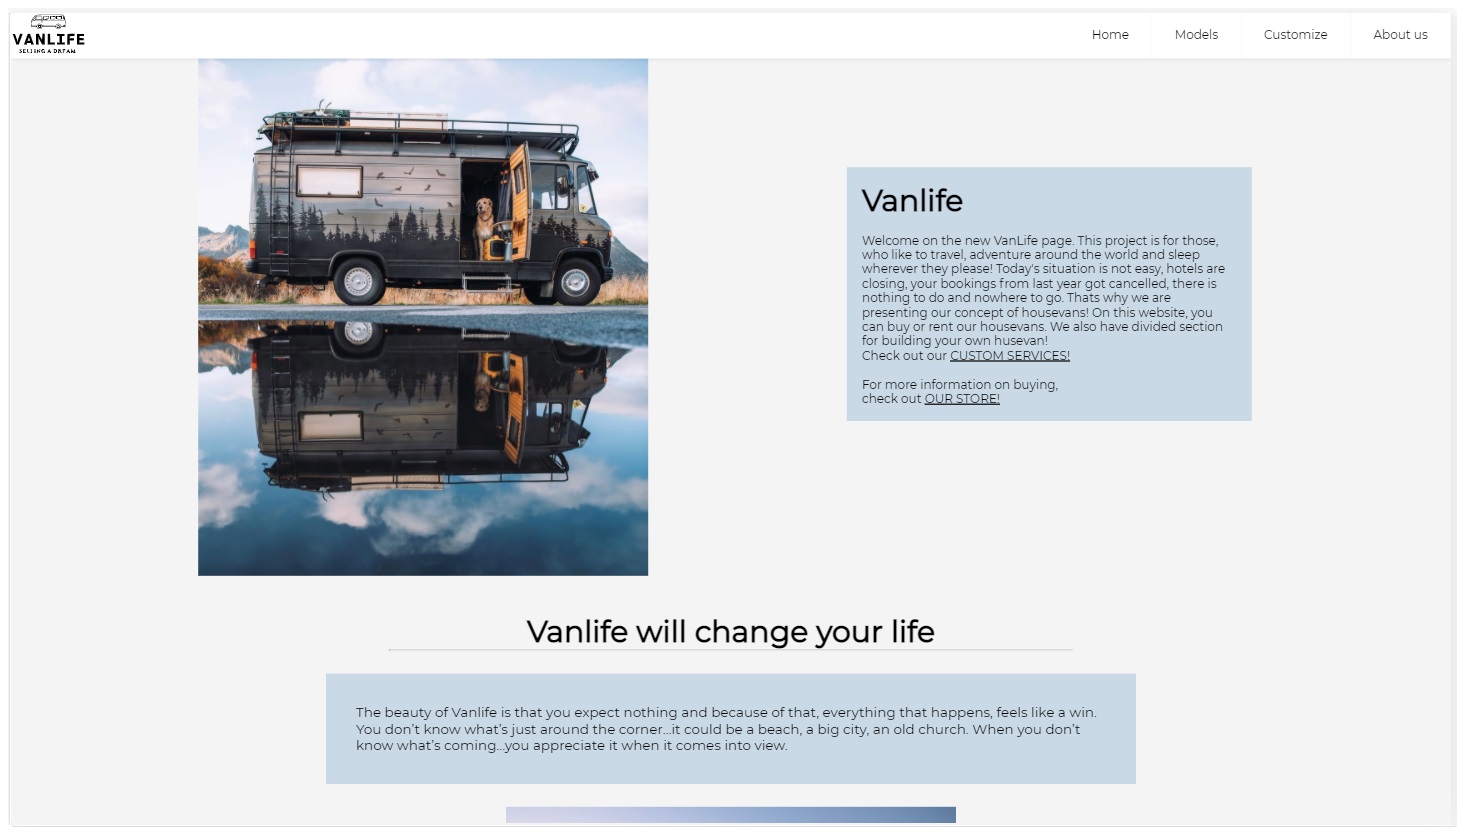 VANLIFE
SELLING A DREAM
Home
Models
Customize
About us
Vanlife
Welcome on the new VanLife page. This project is for those,
who like to travel, adventure around the world and sleep
wherever they please! Today's situation is not easy, hotels are
closing, your bookings from last year got cancelled, there is
nothing to do and nowhere to go. Thats why we are
presenting our concept of housevans! On this website, you
can buy or rent our housevans. We also have divided section
for building your own husevan!
Check out our CUSTOM SERVICES!
For more information on buying,
check out OUR STORE!
Vanlife will change your life
The beauty of Vanlife is that you expect nothing and because of that, everything that happens, feels like a win.
You don’t know what’s just around the corner...it could be a beach, a big city, an old church. When you don’t
know what’s coming...you appreciate it when it comes into view.